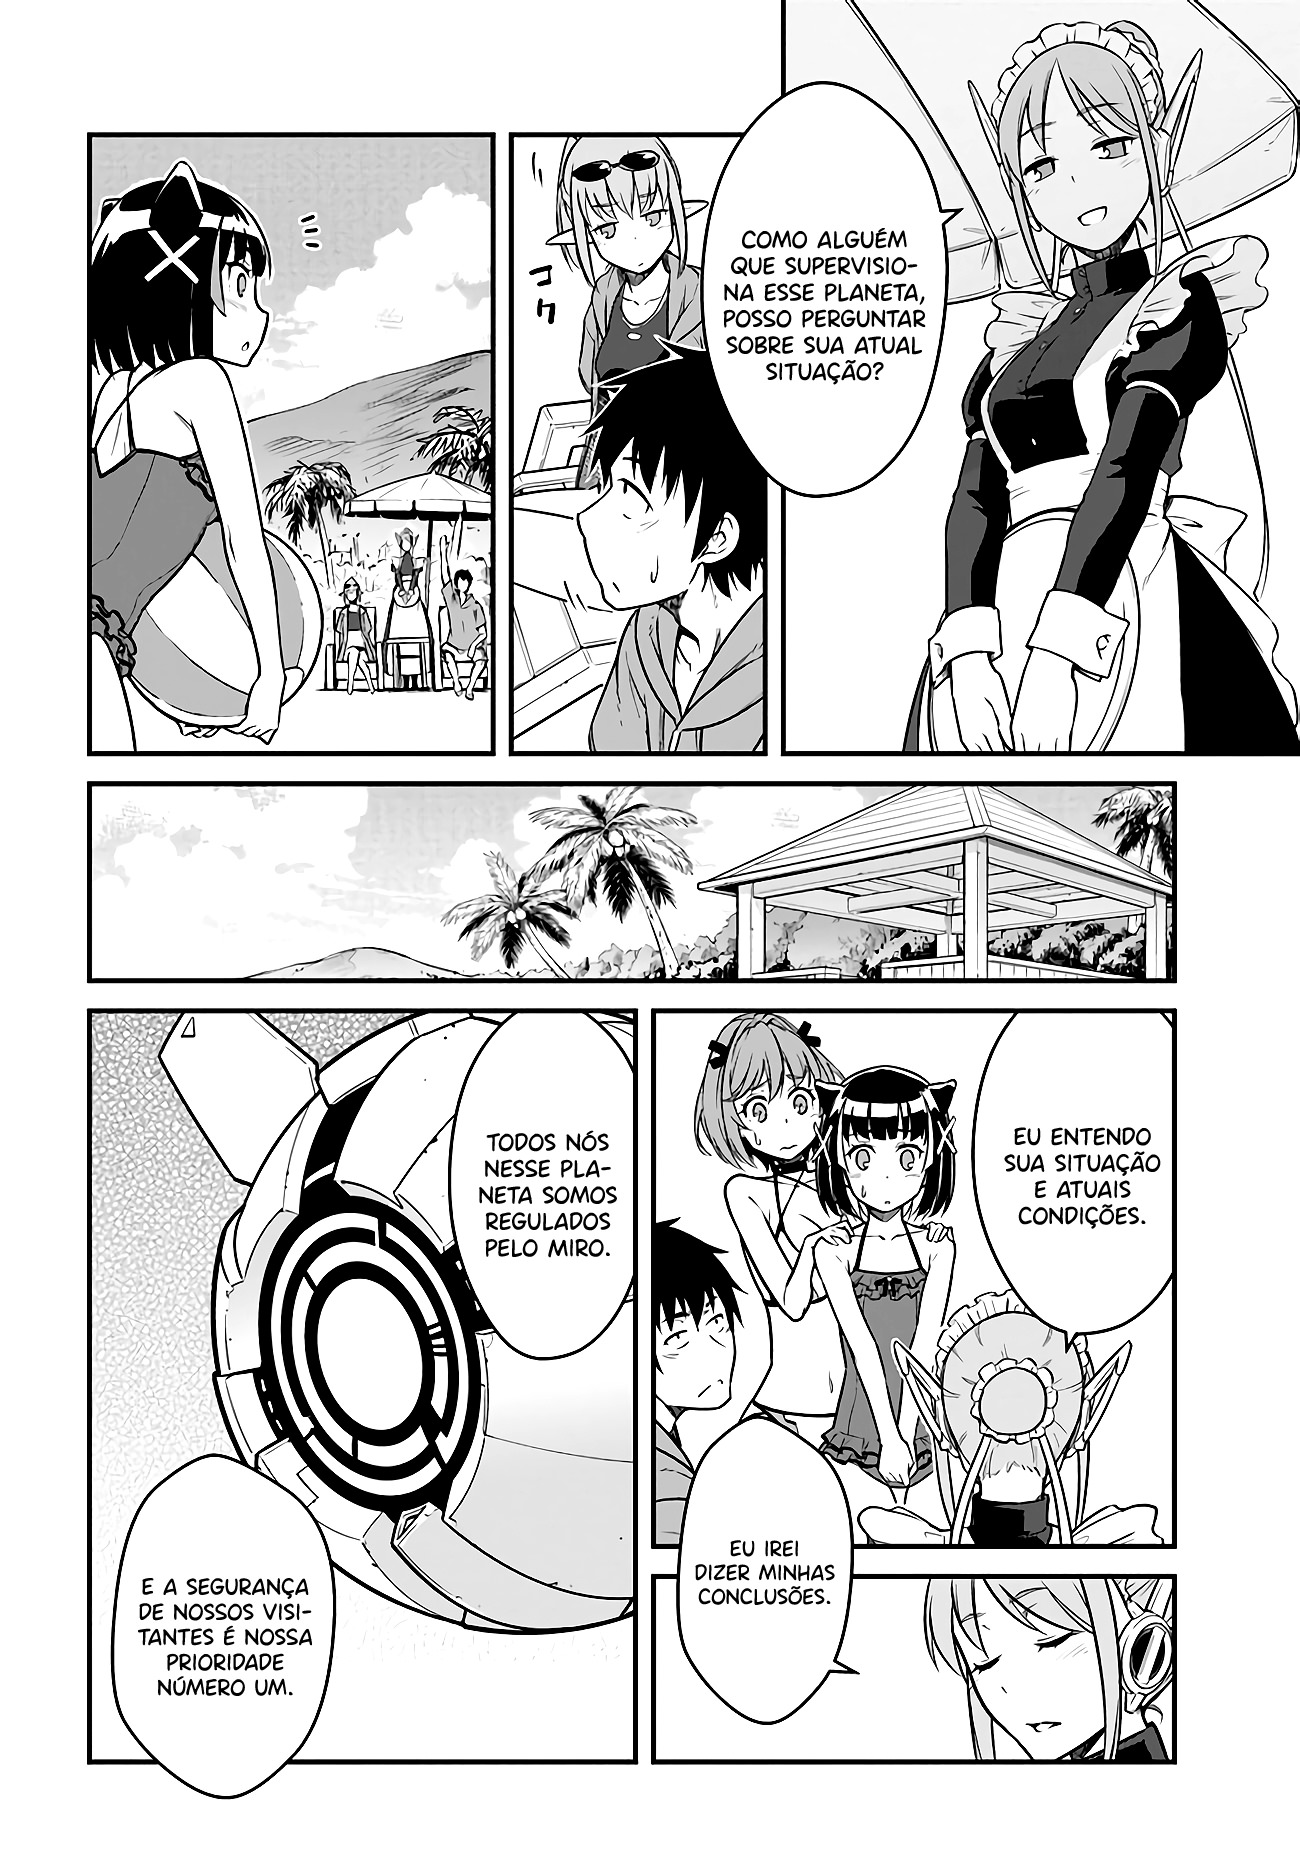 COMO ALGUÉM
QUE SUPERVISIO-
NA ESSE PLANETA,
POSSO PERGUNTAR
SOBRE SUA ATUAL
SITUAÇÃO?
コク
EU ENTENDO
SUA SITUAÇÃO
E ATUAIS
CONDIÇÕES.
EU IREI
DIZER MINHAS
CONCLUSÕES.
TODOS NÓS
NESSE PLA-
NETA SOMOS
REGULADOS
PELO MIRO.
E A SEGURANÇA
DE NOSSOS VISI-
TANTES É NOSSA
PRIORIDADE
NÚMERO UM.